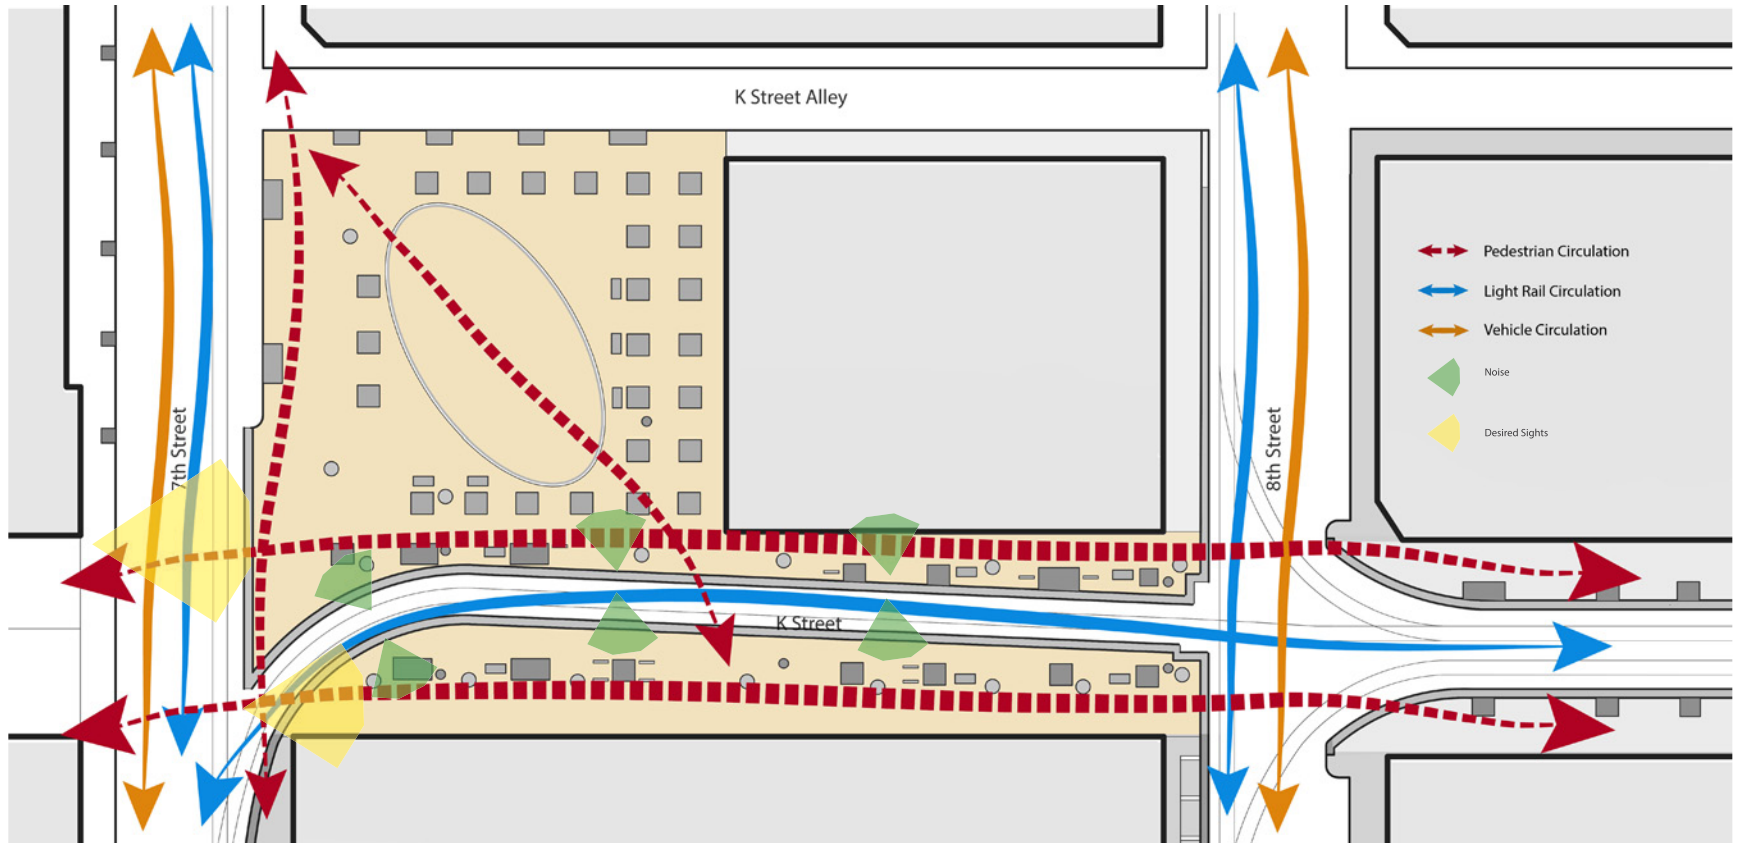 K Street Alley
Pedestrian Circulation
Light Rail Circulation
Vehicle Circulation
Noise
Desired Sights
7th Street
8th Street
K Street